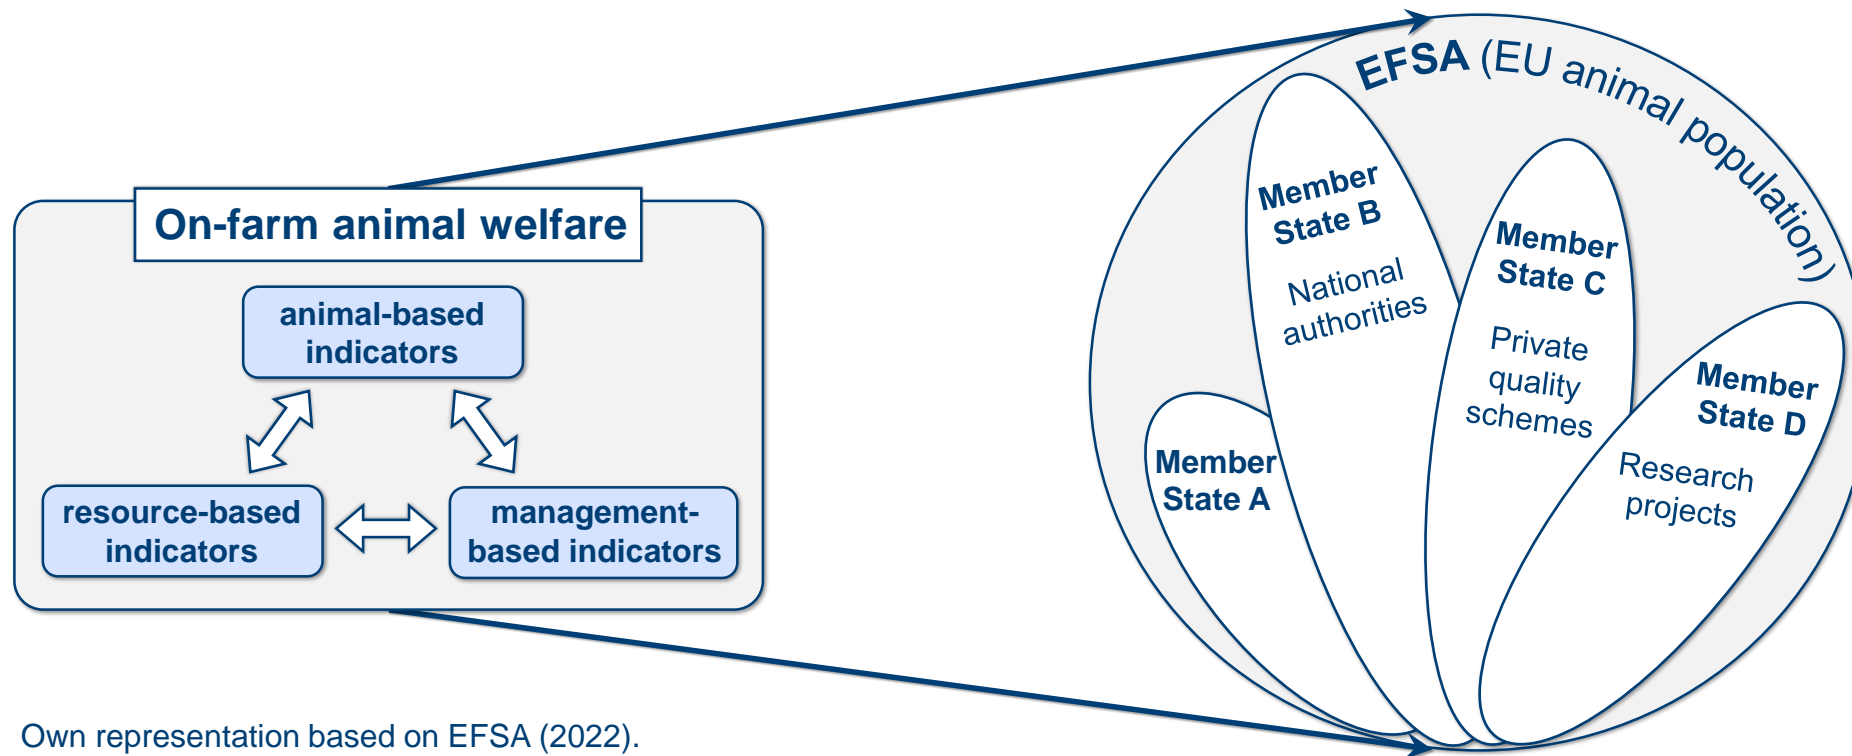 On-farm animal welfare
animal-based
indicators
resource-based
indicators
management-
based indicators
EFSA (EU animal population)
Member
State A
Member
State B
National
authorities
Member
State C
Private
quality
schemes
Member
State D
Research
projects
Own representation based on EFSA (2022).